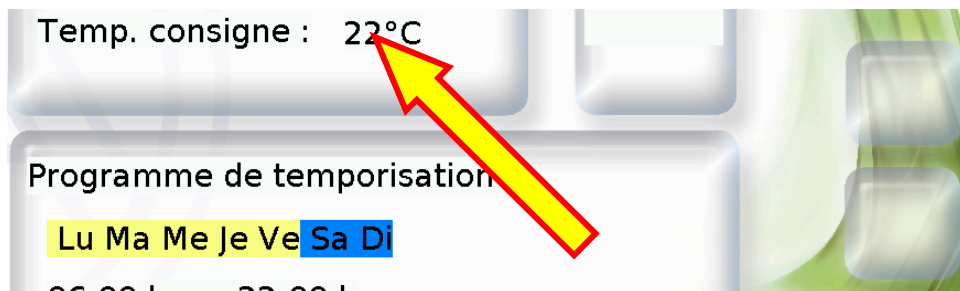 Temp. consigne : 22°C
Programme de temporisation
Lu Ma Me Je Ve Sa Di